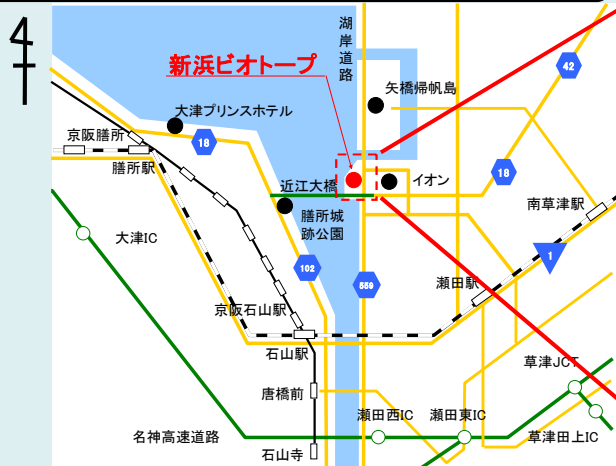 湖岸道路
新浜ビオトープ
42
矢橋帰帆島
大津プリンスホテル
京阪膳所
18
膳所駅
近江大橋
イオン
18
南草津駅
膳所城
跡公園
大津IC
102
559
1
瀬田駅
京阪石山駅
石山駅
草津JCT
唐橋前
瀬田西IC
瀬田東IC
名神高速道路
草津田上IC
石山寺